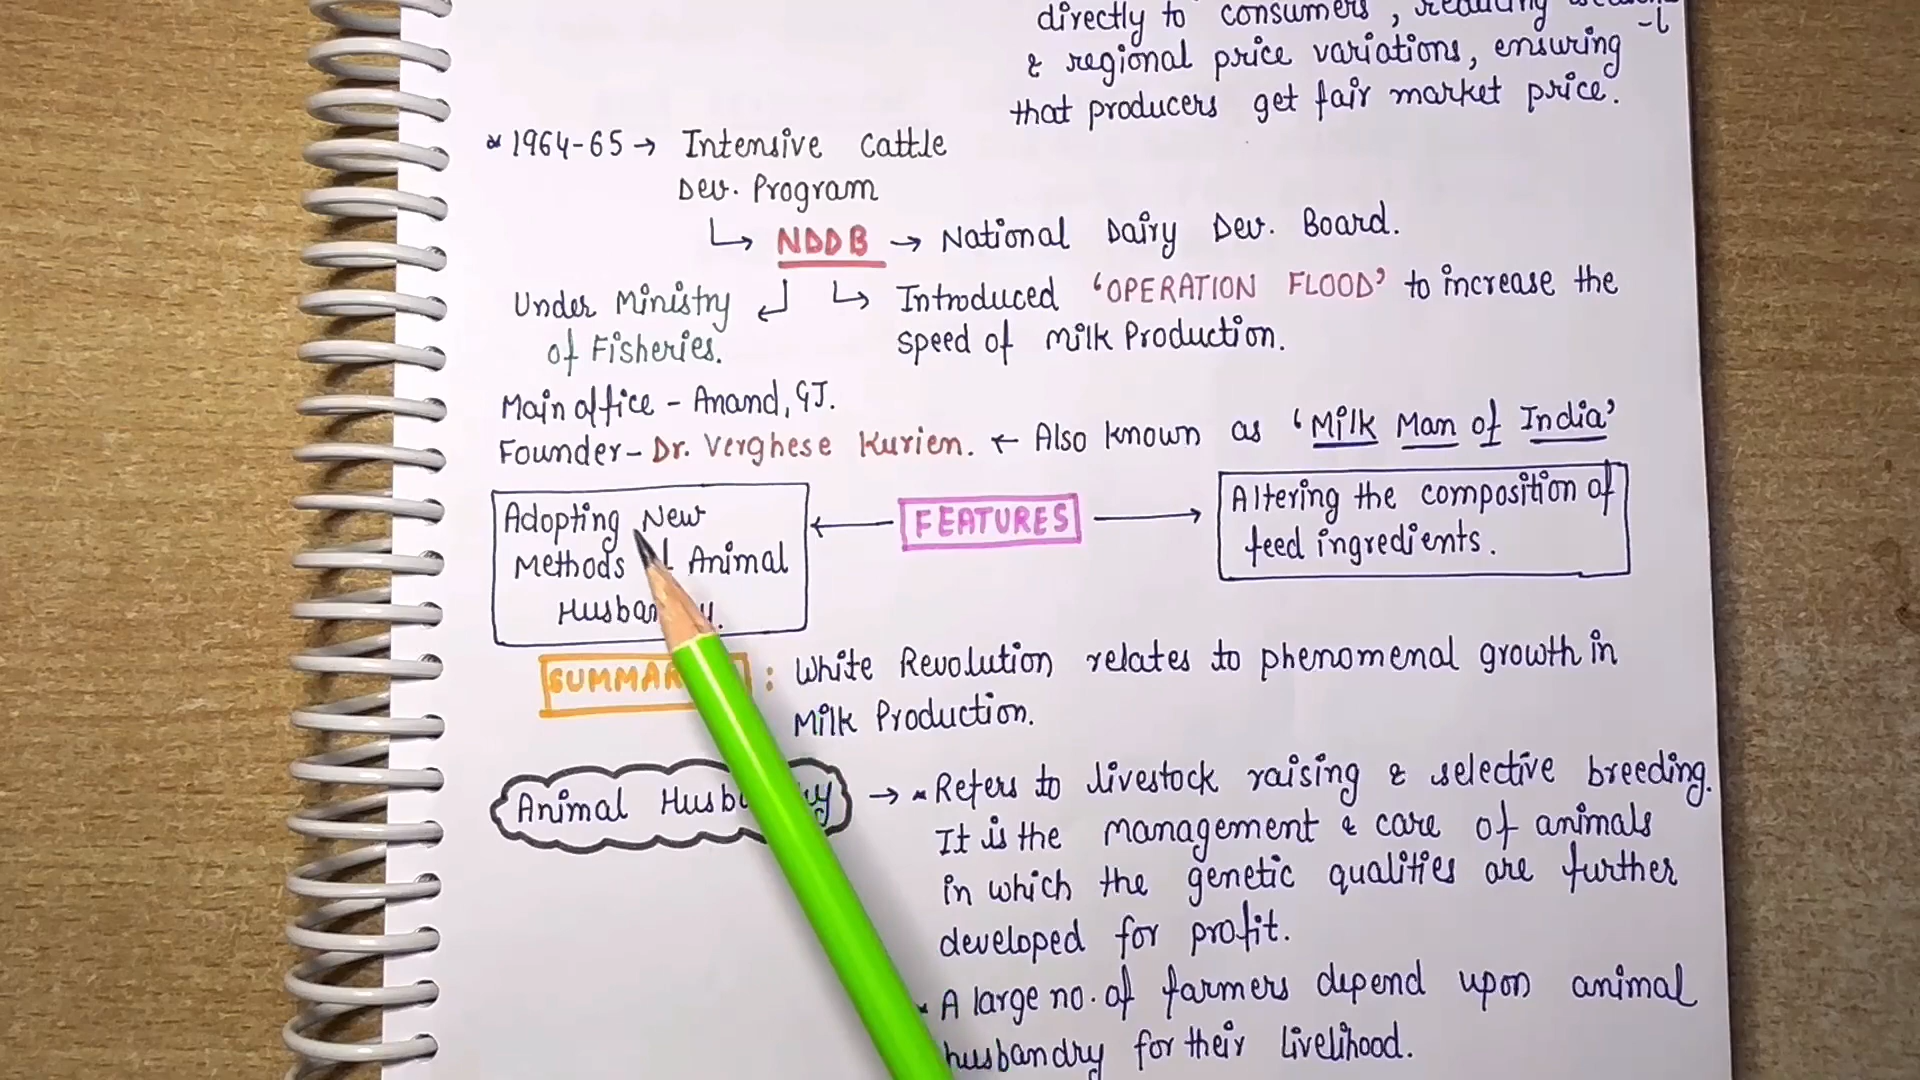 directly to consumers, reducing
& regional price variations, ensuring
that producers get fair market price.
* 1964-65 → Intensive Cattle
Dev. Program
↳ NDDB → National Dairy Dev. Board.
Under Ministry ↲ ↳ Introduced 'OPERATION FLOOD' to increase the
of Fisheries. speed of Milk Production.
Main office - Anand, GJ.
Founder - Dr. Verghese Kurien. ← Also known as 'Milk Man of India'
Adopting New
Methods Animal
Husban
← FEATURES →
Altering the composition of
feed ingredients.
SUMMAR : White Revolution relates to phenomenal growth in
Milk Production.
Animal Husb → * Refers to livestock raising & selective breeding.
It is the management & care of animals
in which the genetic qualities are further
developed for profit.
* A large no. of farmers depend upon animal
husbandry for their livelihood.